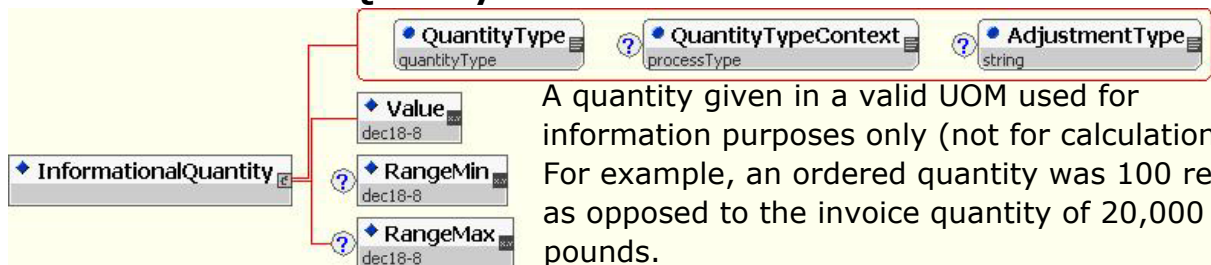 QuantityType QuantityTypeContext AdjustmentType
quantityType ? processType ? string
Value
dec18-8
InformationalQuantity
? RangeMin
dec18-8
? RangeMax
dec18-8
A quantity given in a valid UOM used for
information purposes only (not for calculation
For example, an ordered quantity was 100 re
as opposed to the invoice quantity of 20,000
pounds.